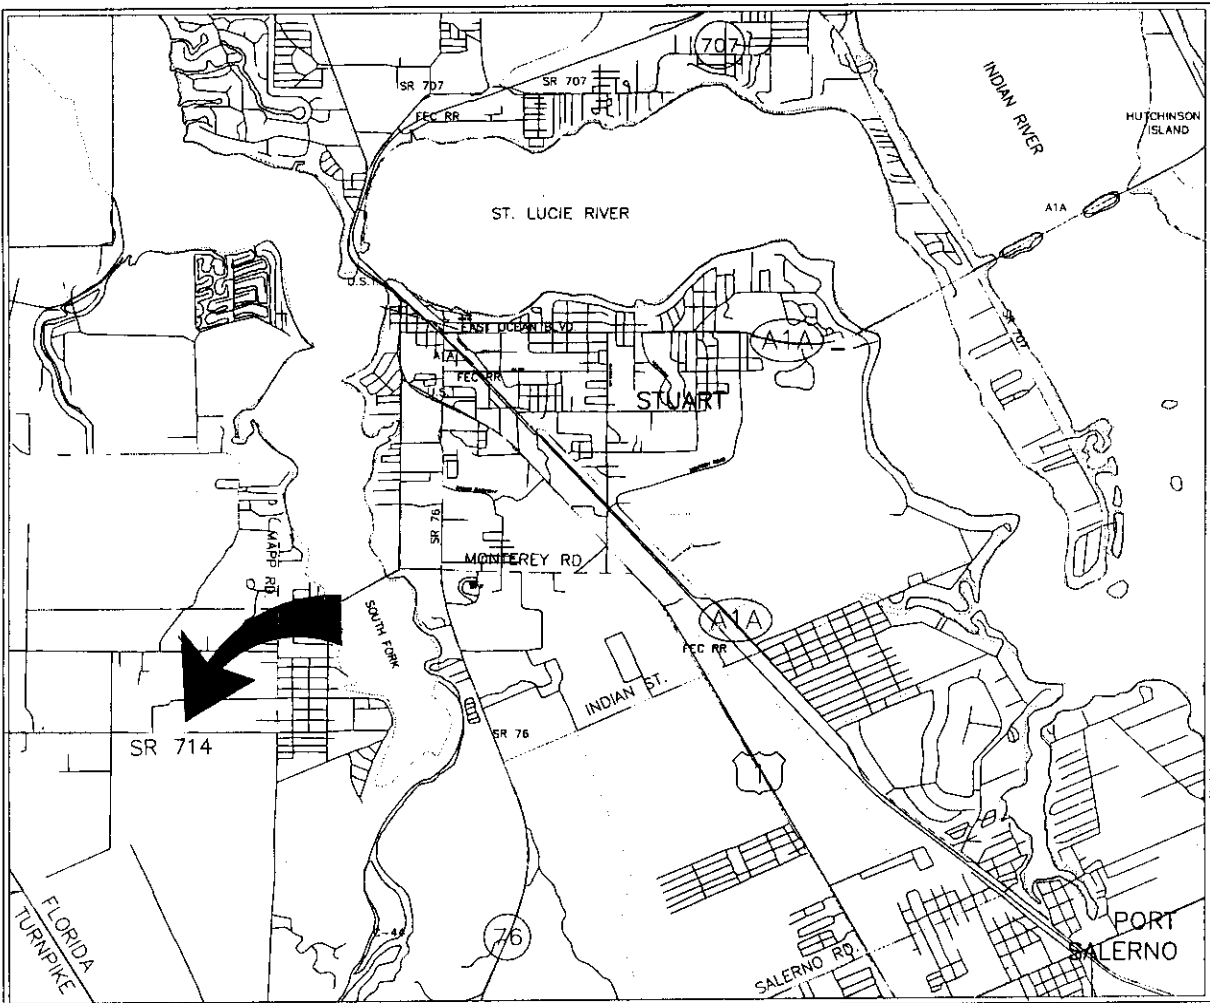 707
SR 707
SR 707
FEC RR
INDIAN RIVER
HUTCHINSON
ISLAND
A1A
ST. LUCIE RIVER
U.S.1
EAST OCEAN BLVD
A1A
SR 707
A1A
FEC RR
U.S.
STUART
SR 76
MAPP RD
MONTEREY RD
SOUTH FORK
A1A
FEC RR
INDIAN ST.
SR 76
SR 714
1
FLORIDA
TURNPIKE
76
SALERNO RD.
PORT
SALERNO